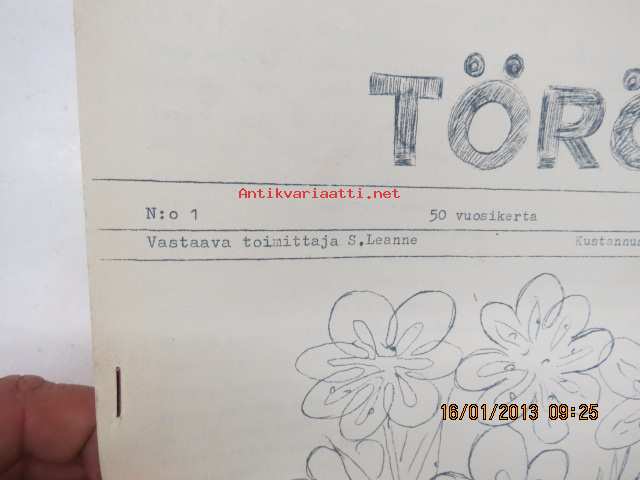 TÖRÖ
Antikvariaatti.net
N:o 1 50 vuosikerta
Vastaava toimittaja S.Leanne Kustannus
16/01/2013 09:25